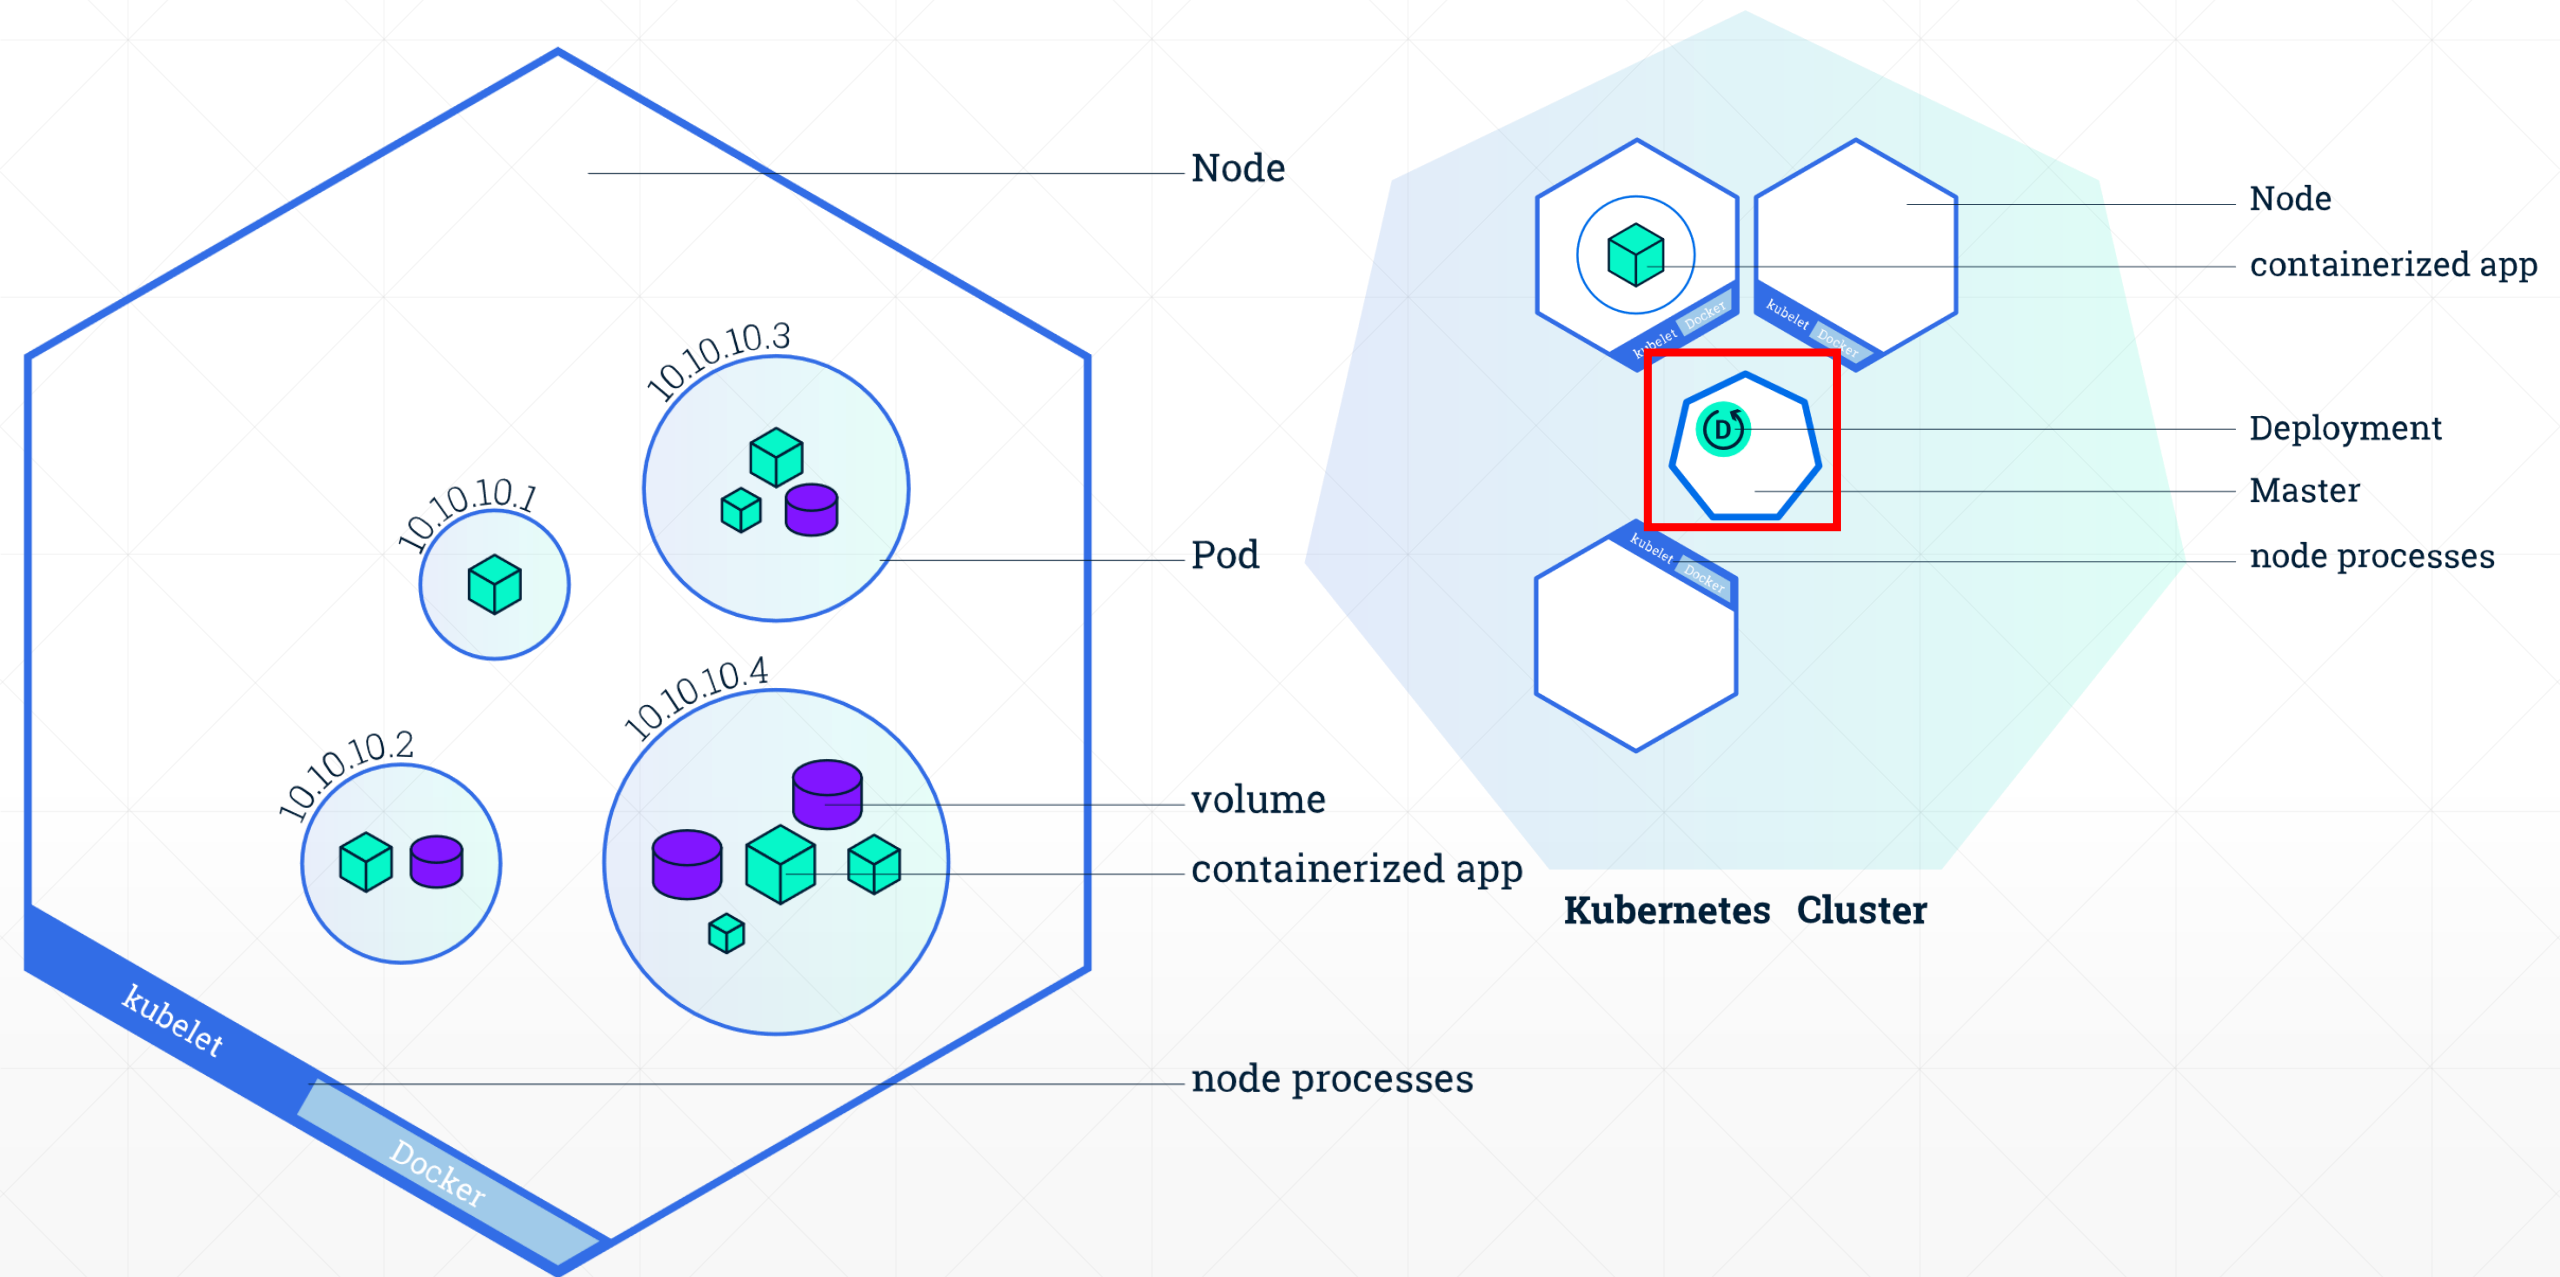 Node
10.10.10.3
10.10.10.1
Pod
10.10.10.4
10.10.10.2
volume
containerized app
kubelet
node processes
Docker
Node
containerized app
kubelet Docker
kubelet Docker
D
Deployment
Master
kubelet Docker
node processes
Kubernetes Cluster